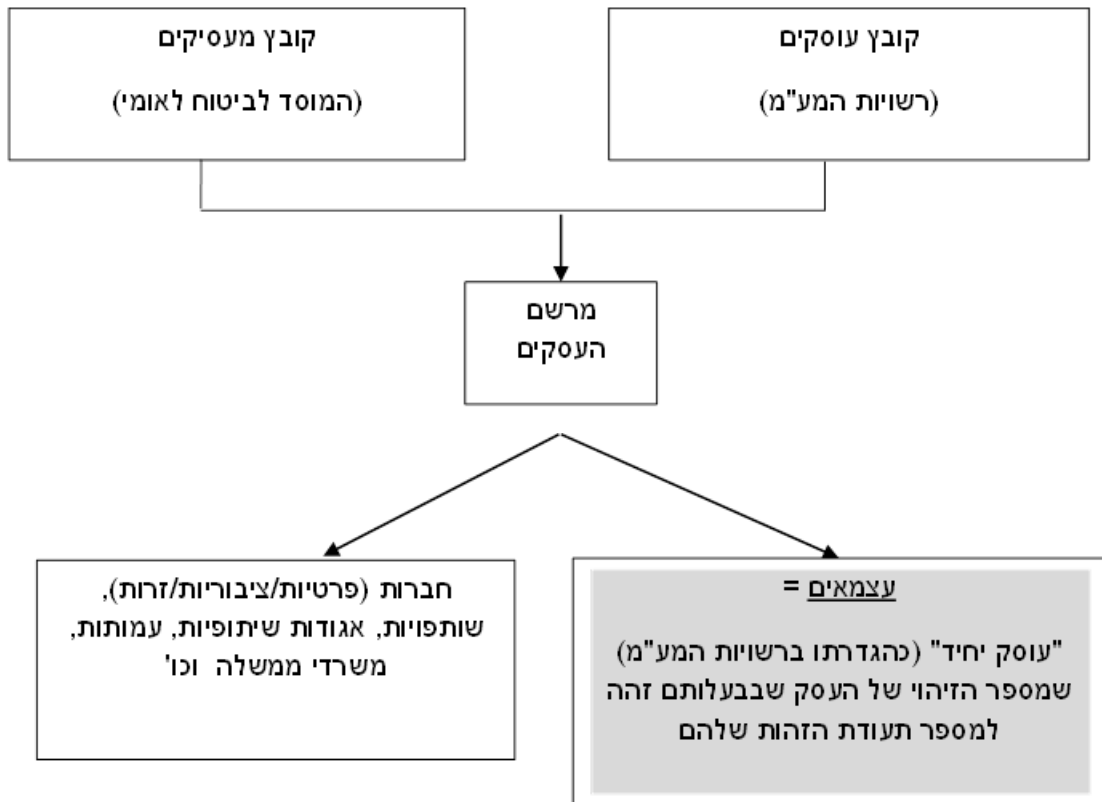 קובץ עוסקים
(רשויות המע"מ)
קובץ מעסיקים
(המוסד לביטוח לאומי)
מרשם
העסקים
עצמאים =
"עוסק יחיד" (כהגדרתו ברשויות המע"מ)
שמספר הזיהוי של העסק שבבעלותם זהה
למספר תעודת הזהות שלהם
חברות (פרטיות/ציבוריות/זרות),
שותפויות, אגודות שיתופיות, עמותות,
משרדי ממשלה וכו'